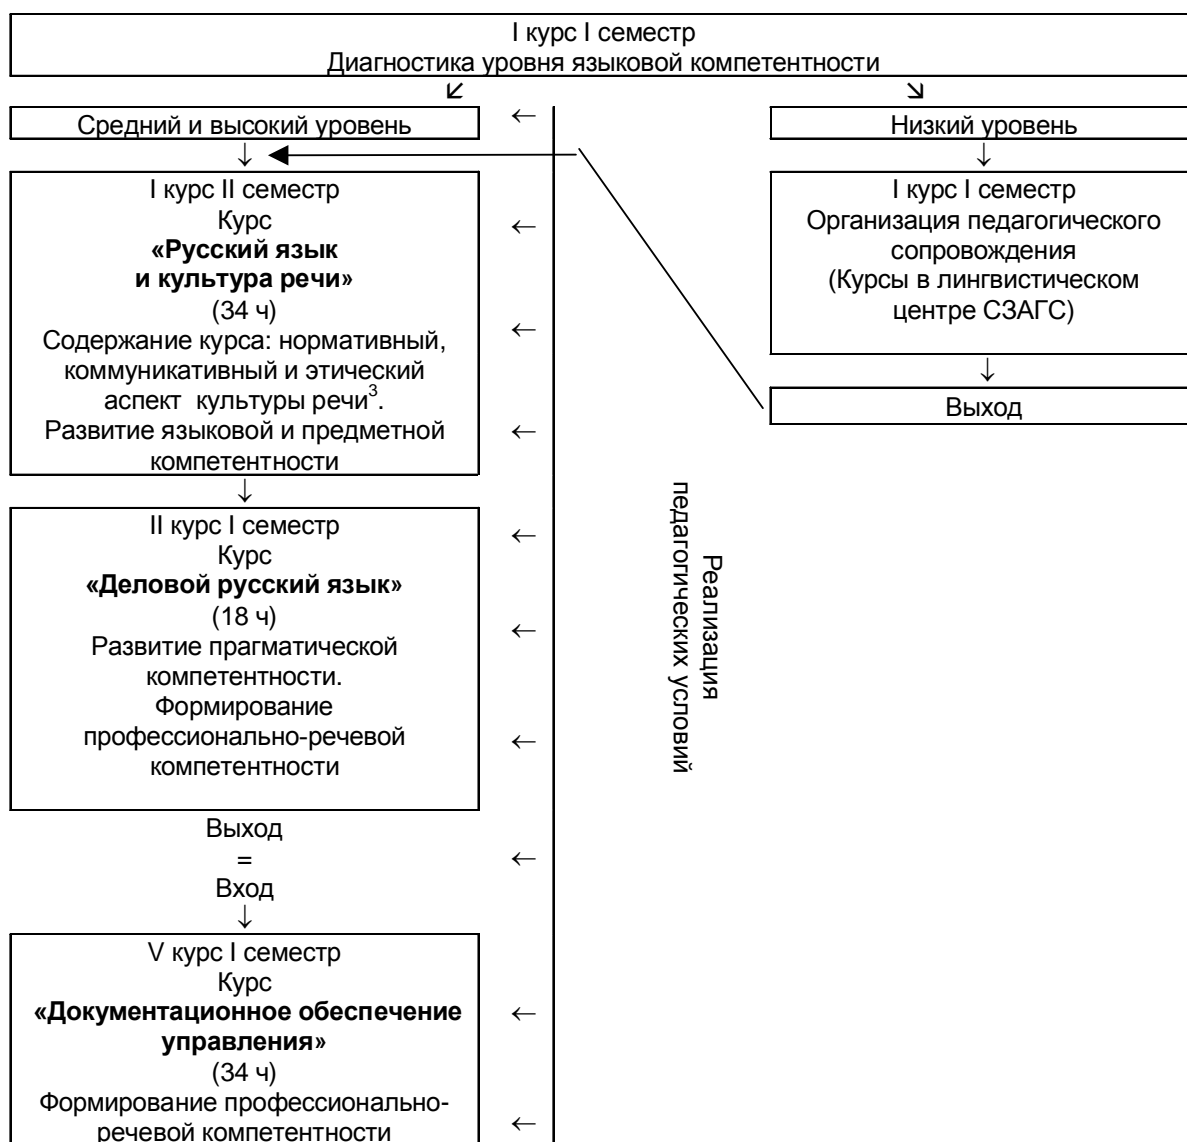 I курс I семестр
Диагностика уровня языковой компетентности
↙ ↘
Средний и высокий уровень
←
↓
I курс II семестр
Курс
«Русский язык
и культура речи»
(34 ч)
Содержание курса: нормативный,
коммуникативный и этический
аспект культуры речи³.
Развитие языковой и предметной
компетентности
↓
II курс I семестр
Курс
«Деловой русский язык»
(18 ч)
Развитие прагматической
компетентности.
Формирование
профессионально-речевой
компетентности
Выход
=
Вход
↓
V курс I семестр
Курс
«Документационное обеспечение
управления»
(34 ч)
Формирование профессионально-
речевой компетентности
Реализация
педагогических условий
Низкий уровень
↓
I курс I семестр
Организация педагогического
сопровождения
(Курсы в лингвистическом
центре СЗАГС)
↓
Выход